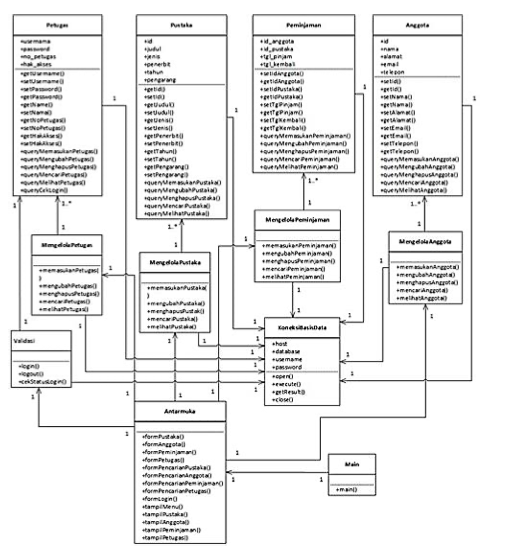 Petugas
+username
+password
+no_petugas
+hak_akses
+getUsername()
+setUsername()
+setPassword()
+getPassword()
+getNama()
+setNama()
+getNoPetugas()
+setNoPetugas()
+getHakAkses()
+setHakAkses()
+queryMemasukanPetugas()
+queryMengubahPetugas()
+queryMenghapusPetugas()
+queryMencariPetugas()
+queryMelihatPetugas()
+queryCekLogin()
Pustaka
+id
+judul
+jenis
+penerbit
+tahun
+pengarang
+getId()
+setId()
+getJudul()
+setJudul()
+getJenis()
+setJenis()
+getPenerbit()
+setPenerbit()
+getTahun()
+setTahun()
+getPengarang()
+setPengarang()
+queryMemasukanPustaka()
+queryMengubahPustaka()
+queryMenghapusPustaka()
+queryMencariPustaka()
+queryMelihatPustaka()
Peminjaman
+id_anggota
+id_pustaka
+tgl_pinjam
+tgl_kembali
+setIdAnggota()
+getIdAnggota()
+setIdPustaka()
+getIdPustaka()
+setTglPinjam()
+getTglPinjam()
+setTglKembali()
+getTglKembali()
+queryMemasukanPeminjaman()
+queryMengubahPeminjaman()
+queryMenghapusPeminjaman()
+queryMencariPeminjaman()
+queryMelihatPeminjaman()
Anggota
+id
+nama
+alamat
+email
+telepon
+setId()
+getId()
+setNama()
+getNama()
+setAlamat()
+getAlamat()
+setEmail()
+getEmail()
+setTelepon()
+getTelepon()
+queryMemasukanAnggota()
+queryMengubahAnggota()
+queryMenghapusAnggota()
+queryMencariAnggota()
+queryMelihatAnggota()
MengelolaPetugas
+memasukanPetugas(
)
+mengubahPetugas()
+menghapusPetugas()
+mencariPetugas()
+melihatPetugas()
MengelolaPustaka
+memasukanPustaka(
)
+mengubahPustaka()
+menghapusPustaka()
+mencariPustaka()
+melihatPustaka()
MengelolaPeminjaman
+memasukanPeminjaman()
+mengubahPeminjaman()
+menghapusPeminjaman()
+mencariPeminjaman()
+melihatPeminjaman()
MengelolaAnggota
+memasukanAnggota()
+mengubahAnggota()
+menghapusAnggota()
+mencariAnggota()
+melihatAnggota()
Validasi
+login()
+logout()
+cekStatusLogin()
KoneksiBasisData
+host
+database
+username
+password
+open()
+execute()
+getResult()
+close()
Antarmuka
+formPustaka()
+formAnggota()
+formPeminjaman()
+formPetugas()
+formPencarianPustaka()
+formPencarianAnggota()
+formPencarianPeminjaman()
+formPencarianPetugas()
+formLogin()
+tampilMenu()
+tampilPustaka()
+tampilAnggota()
+tampilPeminjaman()
+tampilPetugas()
Main
+main()